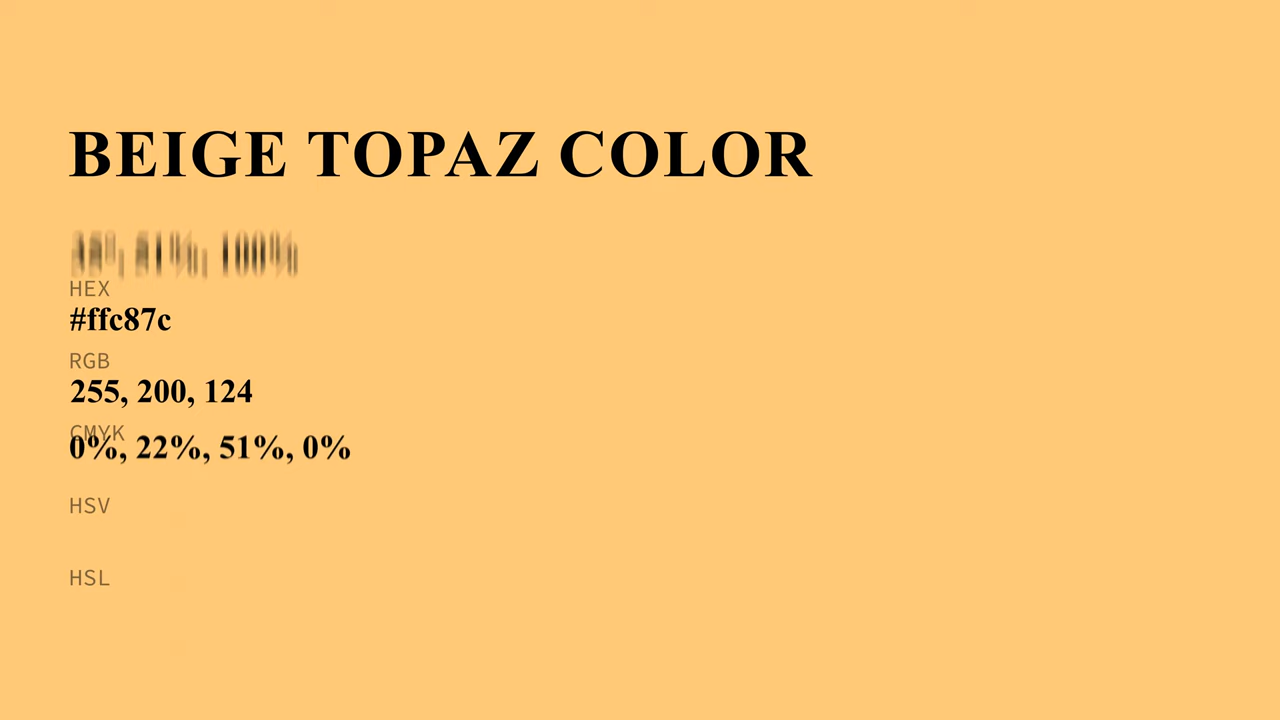 BEIGE TOPAZ COLOR
HEX
#ffc87c
RGB
255, 200, 124
CMYK
0%, 22%, 51%, 0%
HSV
HSL